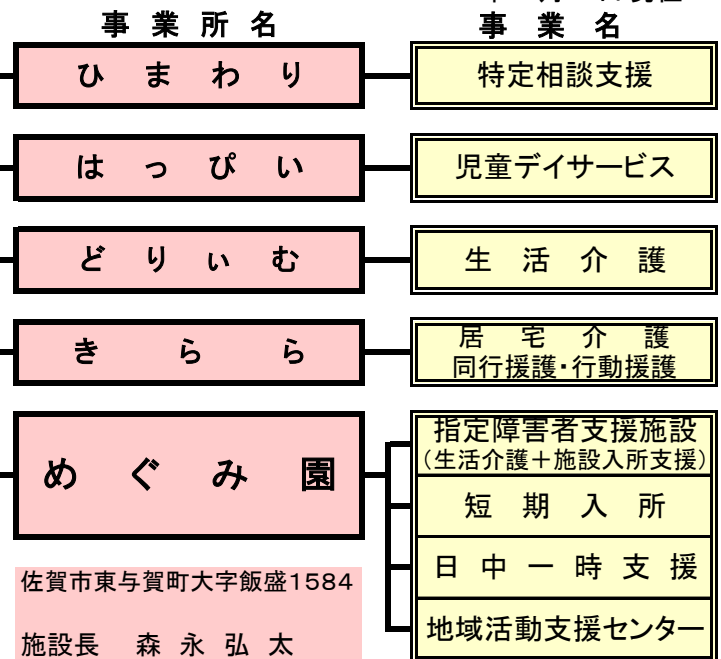 事業所名
事業名
ひまわり
特定相談支援
はっぴい
児童デイサービス
どりぃむ
生活介護
きらら
居宅介護
同行援護・行動援護
めぐみ園
指定障害者支援施設
（生活介護＋施設入所支援）
短期入所
日中一時支援
地域活動支援センター
佐賀市東与賀町大字飯盛1584
施設長 森永弘太